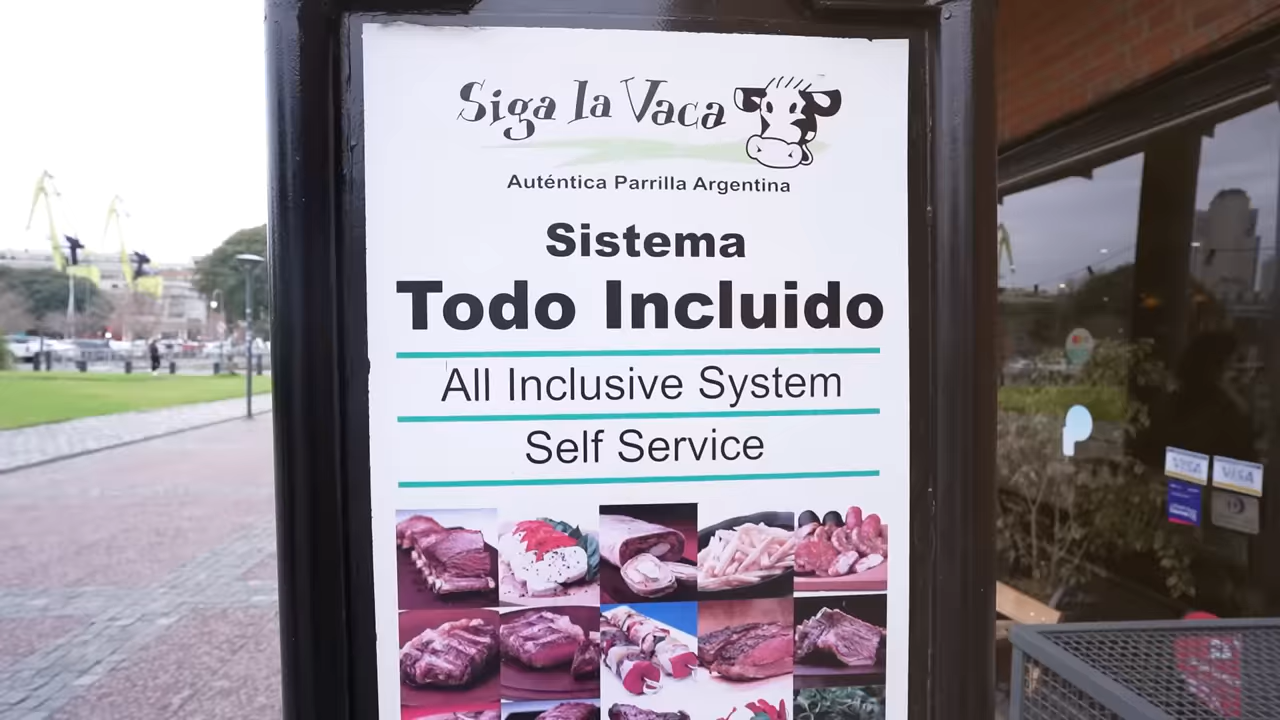 Siga la Vaca
Auténtica Parrilla Argentina
Sistema
Todo Incluido
All Inclusive System
Self Service
VISA
VISA